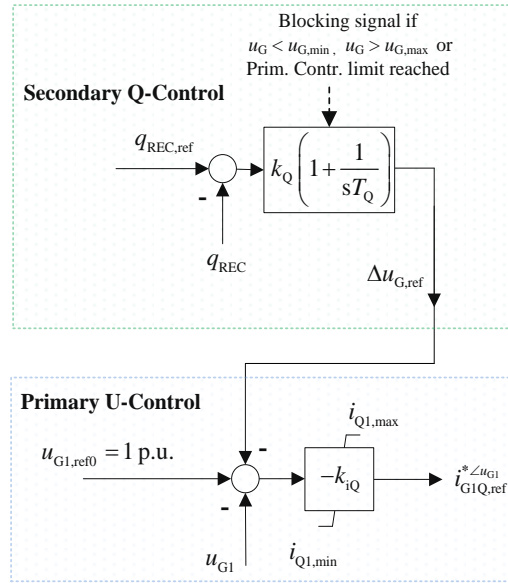 Blocking signal if
u_G < u_G,min, u_G > u_G,max or
Prim. Contr. limit reached
Secondary Q-Control
q_REC,ref
-
k_Q (1 + 1/(sT_Q))
q_REC
Δu_G,ref
Primary U-Control
i_Q1,max
u_G1,ref0 = 1 p.u.
-
-k_iQ
i*∠u_G1_G1Q,ref
-
u_G1
i_Q1,min